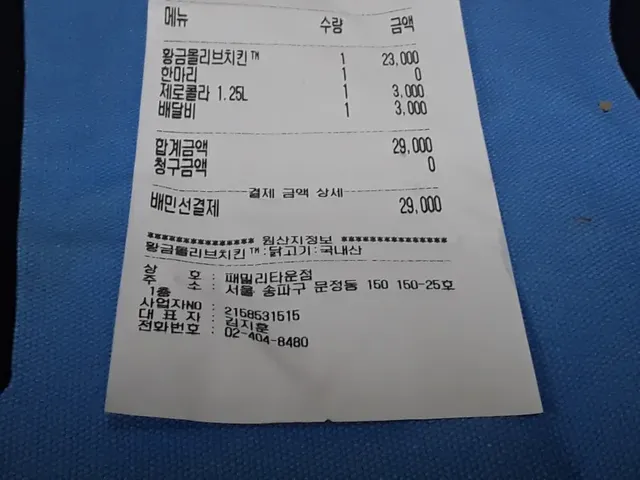 메뉴 수량 금액
황금올리브치킨™ 1 23,000
한마리 1 0
제로콜라 1.25L 1 3,000
배달비 1 3,000
합계금액 29,000
청구금액 0
결제 금액 상세
배민선결제 29,000
원산지정보
황금올리브치킨™:닭고기:국내산
상 호 : 패밀리타운점
주 소 : 서울 송파구 문정동 150 150-25호
1층
사업자NO : 2158531515
대 표 자 : 김지훈
전화번호 : 02-404-8480